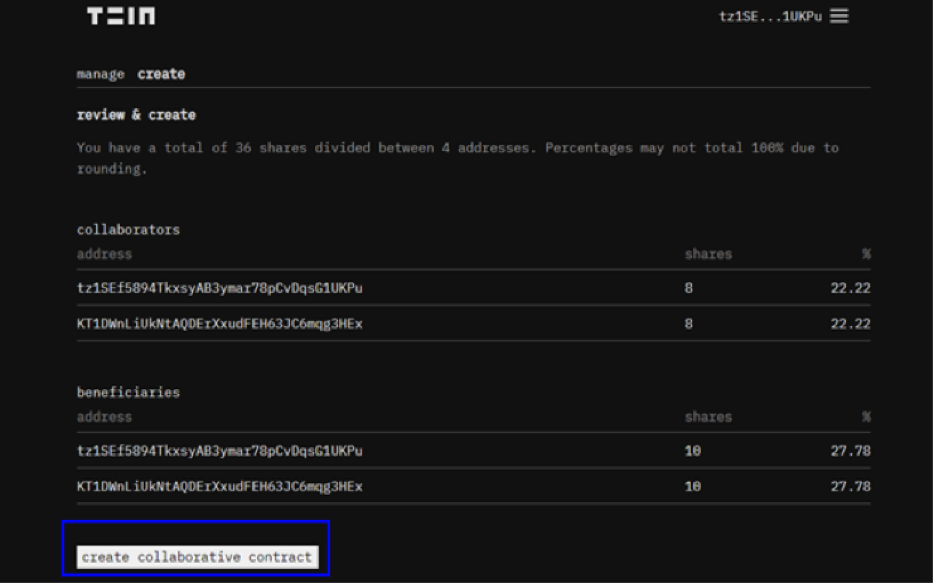 TEIA
tz1SE...1UKPu
manage create
review & create
You have a total of 36 shares divided between 4 addresses. Percentages may not total 100% due to
rounding.
collaborators
address shares %
tz1SEf5894TkxsyAB3ymar78pCvDqsG1UKPu 8 22.22
KT1DWnLiUkNtAQDErXxudFEH63JC6mqg3HEx 8 22.22
beneficiaries
address shares %
tz1SEf5894TkxsyAB3ymar78pCvDqsG1UKPu 10 27.78
KT1DWnLiUkNtAQDErXxudFEH63JC6mqg3HEx 10 27.78
create collaborative contract